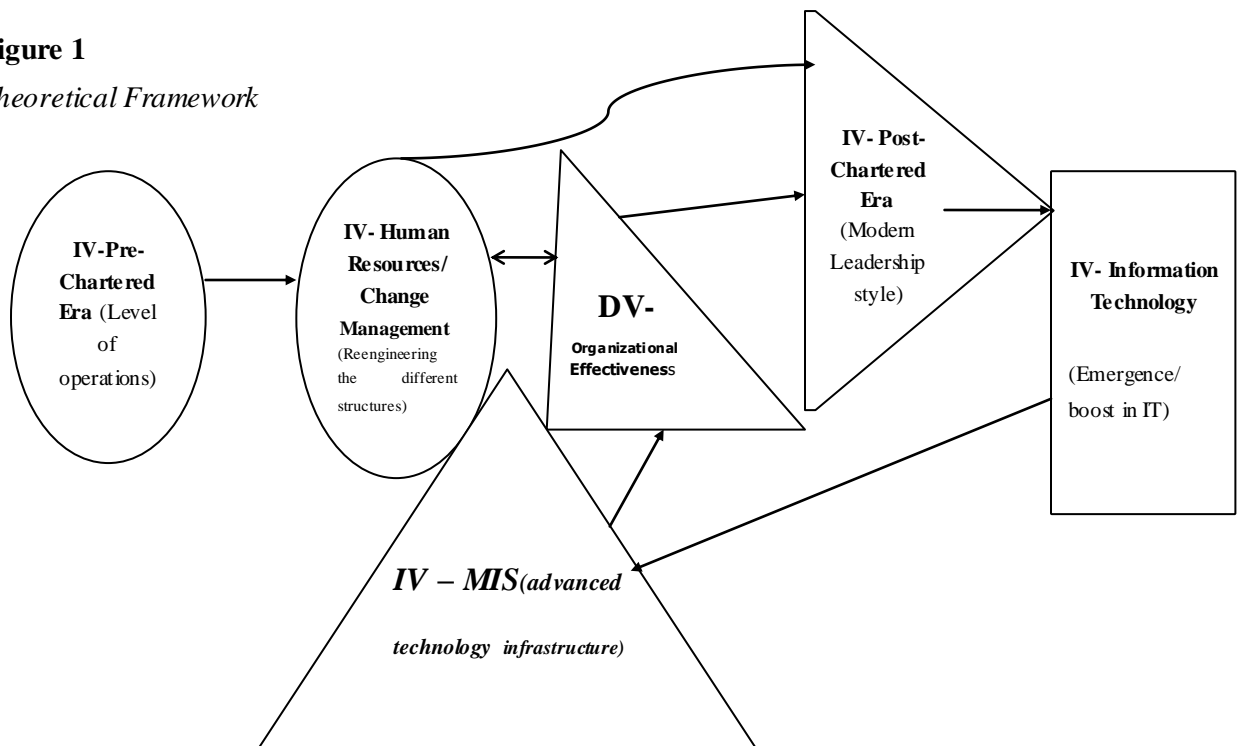 igure 1
heoretical Framework
IV-Pre-
Chartered
Era (Level
of
operations)
IV- Human
Resources/
Change
Management
(Reengineering
the different
structures)
DV-
Organizational
Effectiveness
IV- Post-
Chartered
Era
(Modern
Leadership
style)
IV- Information
Technology
(Emergence/
boost in IT)
IV – MIS(advanced
technology infrastructure)